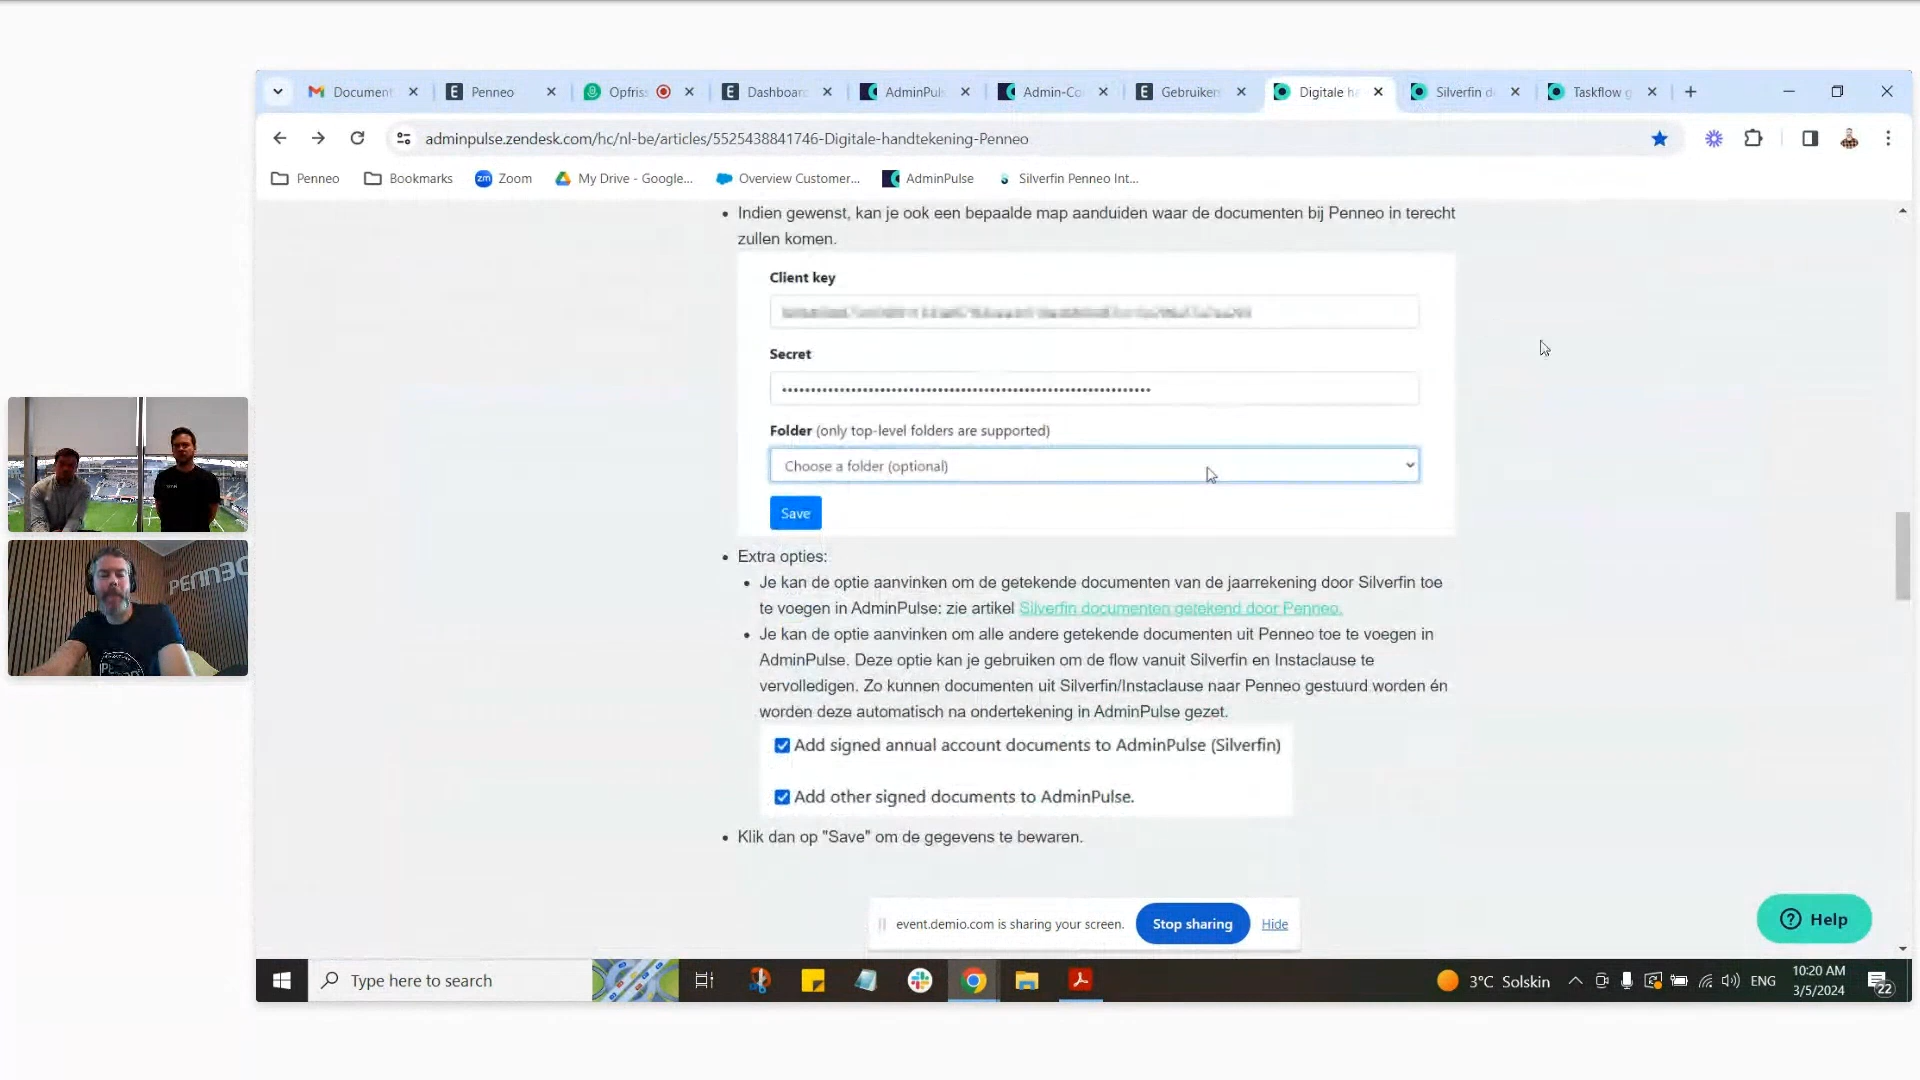 Document
Penneo
Opfris
Dashboard
AdminPuls
Admin-Co
Gebruiker
Digitale he
Silverfin d
Taskflow g
adminpulse.zendesk.com/hc/nl-be/articles/5525438841746-Digitale-handtekening-Penneo
Penneo
Bookmarks
zm Zoom
My Drive - Google...
Overview Customer...
AdminPulse
Silverfin Penneo Int...
Indien gewenst, kan je ook een bepaalde map aanduiden waar de documenten bij Penneo in terecht
zullen komen.
Client key
Secret
Folder (only top-level folders are supported)
Choose a folder (optional)
Save
Extra opties:
Je kan de optie aanvinken om de getekende documenten van de jaarrekening door Silverfin toe
te voegen in AdminPulse: zie artikel Silverfin documenten getekend door Penneo.
Je kan de optie aanvinken om alle andere getekende documenten uit Penneo toe te voegen in
AdminPulse. Deze optie kan je gebruiken om de flow vanuit Silverfin en Instaclause te
vervolledigen. Zo kunnen documenten uit Silverfin/Instaclause naar Penneo gestuurd worden én
worden deze automatisch na ondertekening in AdminPulse gezet.
Add signed annual account documents to AdminPulse (Silverfin)
Add other signed documents to AdminPulse.
Klik dan op "Save" om de gegevens te bewaren.
event.demio.com is sharing your screen.
Stop sharing
Hide
Help
Type here to search
3°C Solskin
ENG
10:20 AM
3/5/2024
22
PENNEO